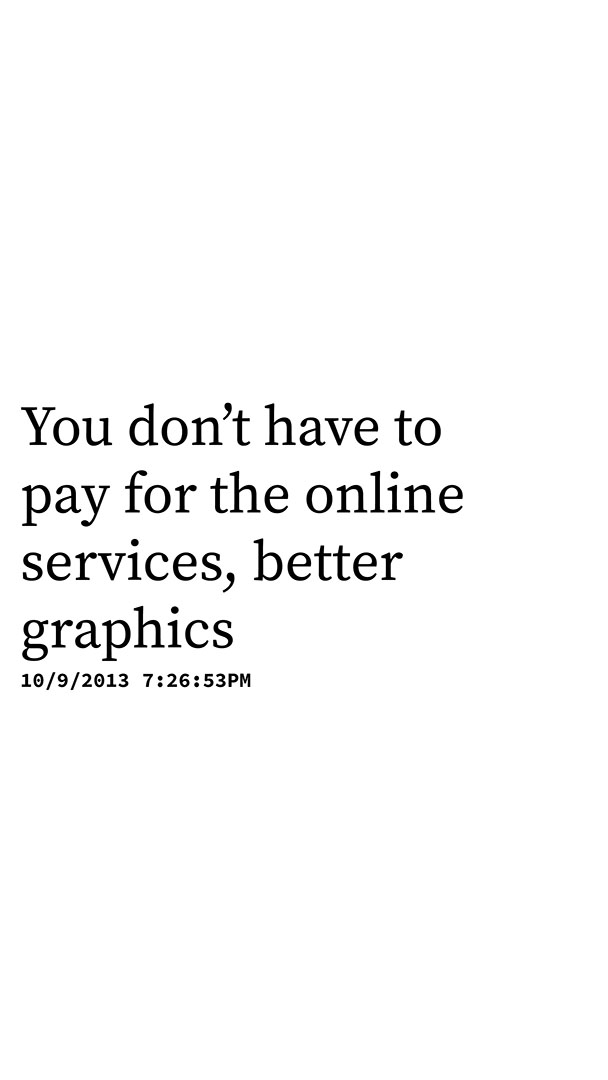 You don’t have to
pay for the online
services, better
graphics
10/9/2013 7:26:53PM